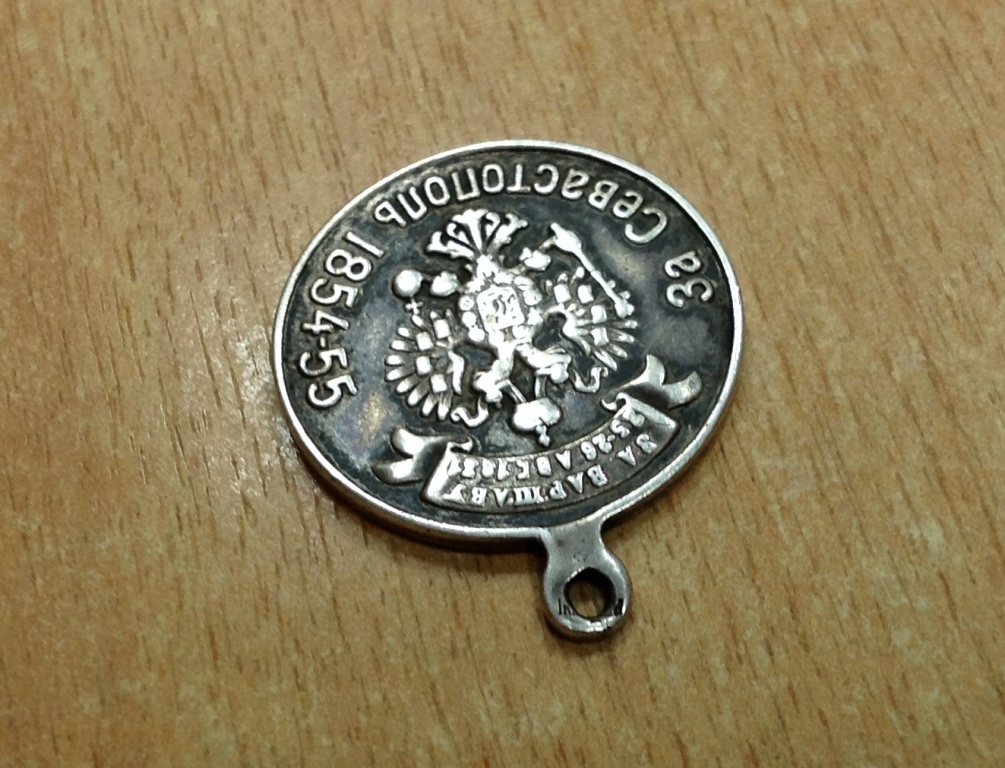 ЗА ВАРШАВУ
25-26 АВГ. 1831
За Севастополь 1854-55